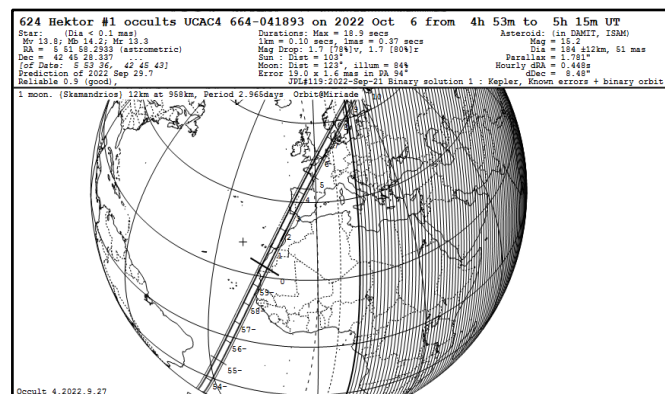 624 Hektor #1 occults UCAC4 664-041893 on 2022 Oct 6 from 4h 53m to 5h 15m UT
Star: (Dia < 0.1 mas) Durations: Max = 18.9 secs Asteroid: (in DAMIT, ISAM)
Mv 13.8; Mb 14.2; Mr 13.3 1km = 0.10 secs, 1mas = 0.37 secs Mag = 15.2
RA = 5 51 58.2933 (astrometric) Mag Drop: 1.7 [78%]v, 1.7 [80%]r Dia = 184 ±12km, 51 mas
Dec = 42 45 28.337 ... Sun : Dist = 103° Parallax = 1.781"
[of Date: 5 53 36, 42 45 43] Moon: Dist = 123°, illum = 84% Hourly dRA = 0.448s
Prediction of 2022 Sep 29.7 Error 19.0 x 1.6 mas in PA 94° dDec = 8.48"
Reliable 0.9 (good), JPL#119:2022-Sep-21 Binary solution 1 : Kepler, Known errors + binary orbit
1 moon. {Skamandrios} 12km at 958km, Period 2.965days Orbit@Miriade
10
5
4
2
1
0
59-
58-
57-
56-
55-
54-
Occult 4.2022.9.27